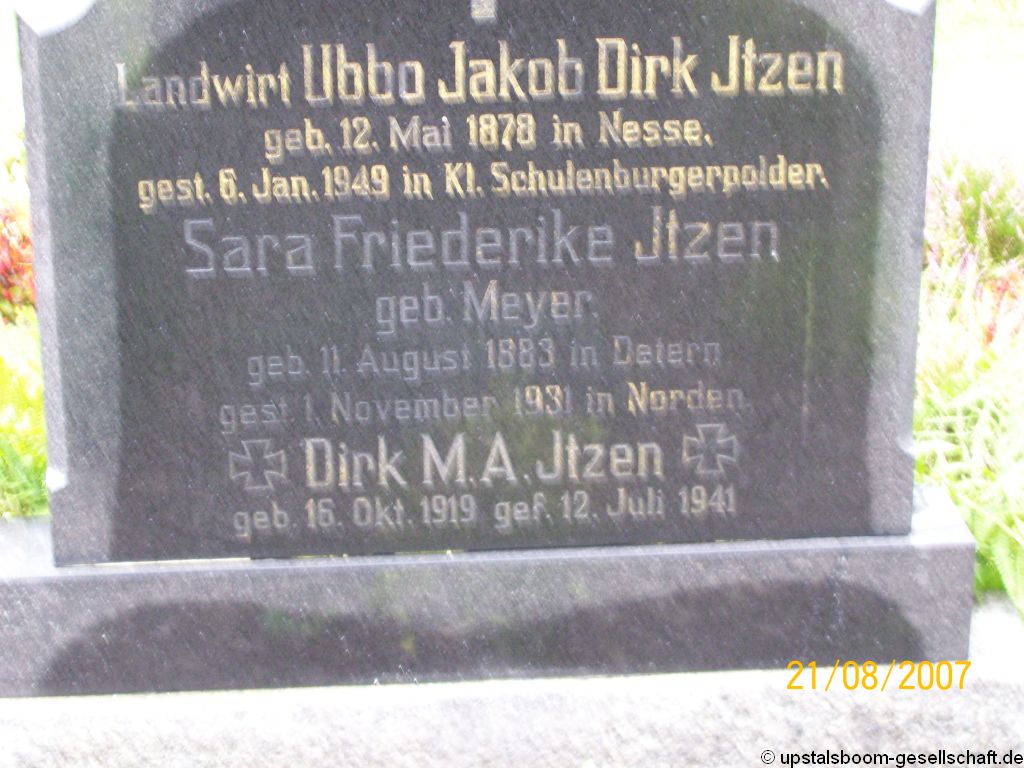 Landwirt Ubbo Jakob Dirk Jtzen
geb. 12. Mai 1878 in Nesse.
gest. 6. Jan. 1949 in Kl. Schulenburgerpolder.
Sara Friederike Jtzen
geb. Meyer.
geb. 11. August 1883 in Detern
gest. 1. November 1931 in Norden.
Dirk M. A. Jtzen
geb. 16. Okt. 1919 gef. 12. Juli 1941
21/08/2007
© upstalsboom-gesellschaft.de